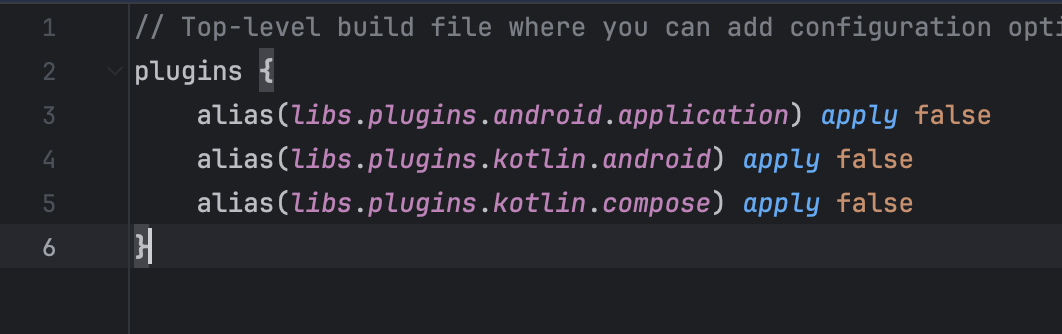 1 // Top-level build file where you can add configuration
2 plugins {
3 alias(libs.plugins.android.application) apply false
4 alias(libs.plugins.kotlin.android) apply false
5 alias(libs.plugins.kotlin.compose) apply false
6 }